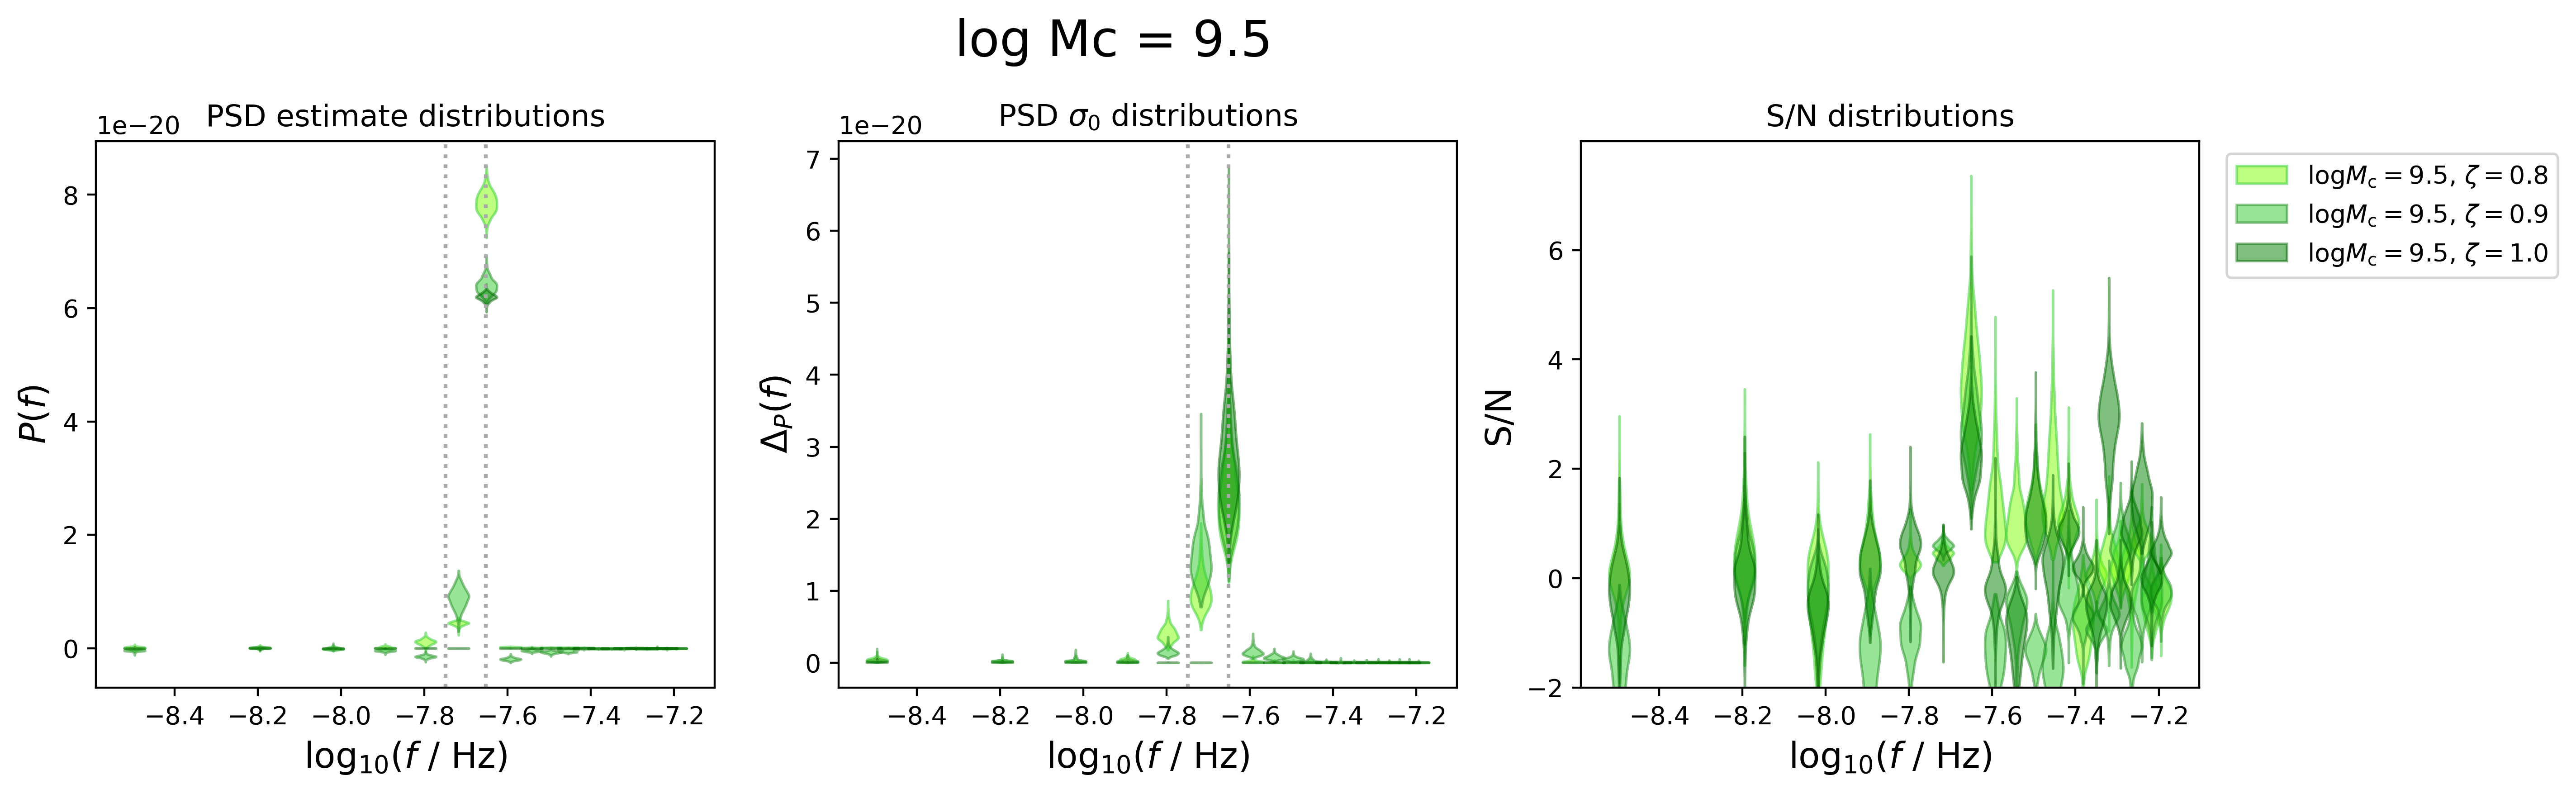 log Mc = 9.5
1e−20
PSD estimate distributions
8
6
4
2
0
P(f)
−8.4 −8.2 −8.0 −7.8 −7.6 −7.4 −7.2
log₁₀(f / Hz)
1e−20
PSD σ₀ distributions
7
6
5
4
3
2
1
0
Δ_P(f)
−8.4 −8.2 −8.0 −7.8 −7.6 −7.4 −7.2
log₁₀(f / Hz)
S/N distributions
6
4
2
0
−2
S/N
−8.4 −8.2 −8.0 −7.8 −7.6 −7.4 −7.2
log₁₀(f / Hz)
logM_c = 9.5, ζ = 0.8
logM_c = 9.5, ζ = 0.9
logM_c = 9.5, ζ = 1.0